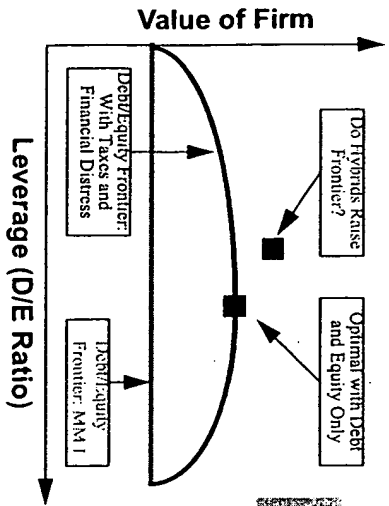 Value of Firm
Do Hybrids Raise
Frontier?
Optimal with Debt
and Equity Only
Debt/Equity Frontier:
With Taxes and
Financial Distress
Debt/Equity
Frontier: MM I
Leverage (D/E Ratio)